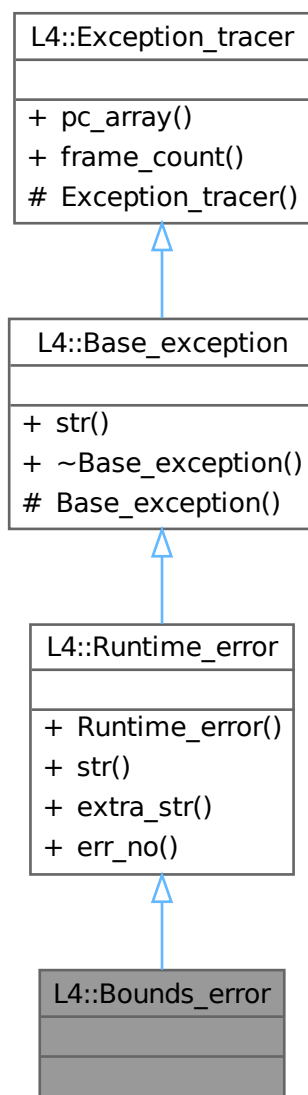 L4::Exception_tracer
+ pc_array()
+ frame_count()
# Exception_tracer()
L4::Base_exception
+ str()
+ ~Base_exception()
# Base_exception()
L4::Runtime_error
+ Runtime_error()
+ str()
+ extra_str()
+ err_no()
L4::Bounds_error